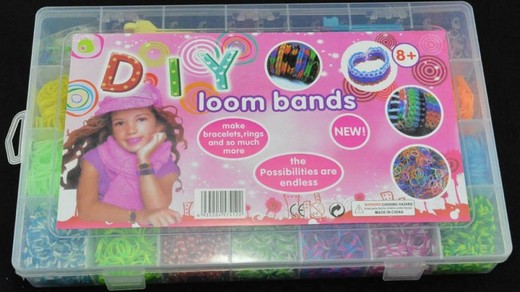 DIY
8+
loom bands
make
bracelets,rings
and so much
more
NEW!
the
Possibilities are
endless
CE
MADE IN CHINA